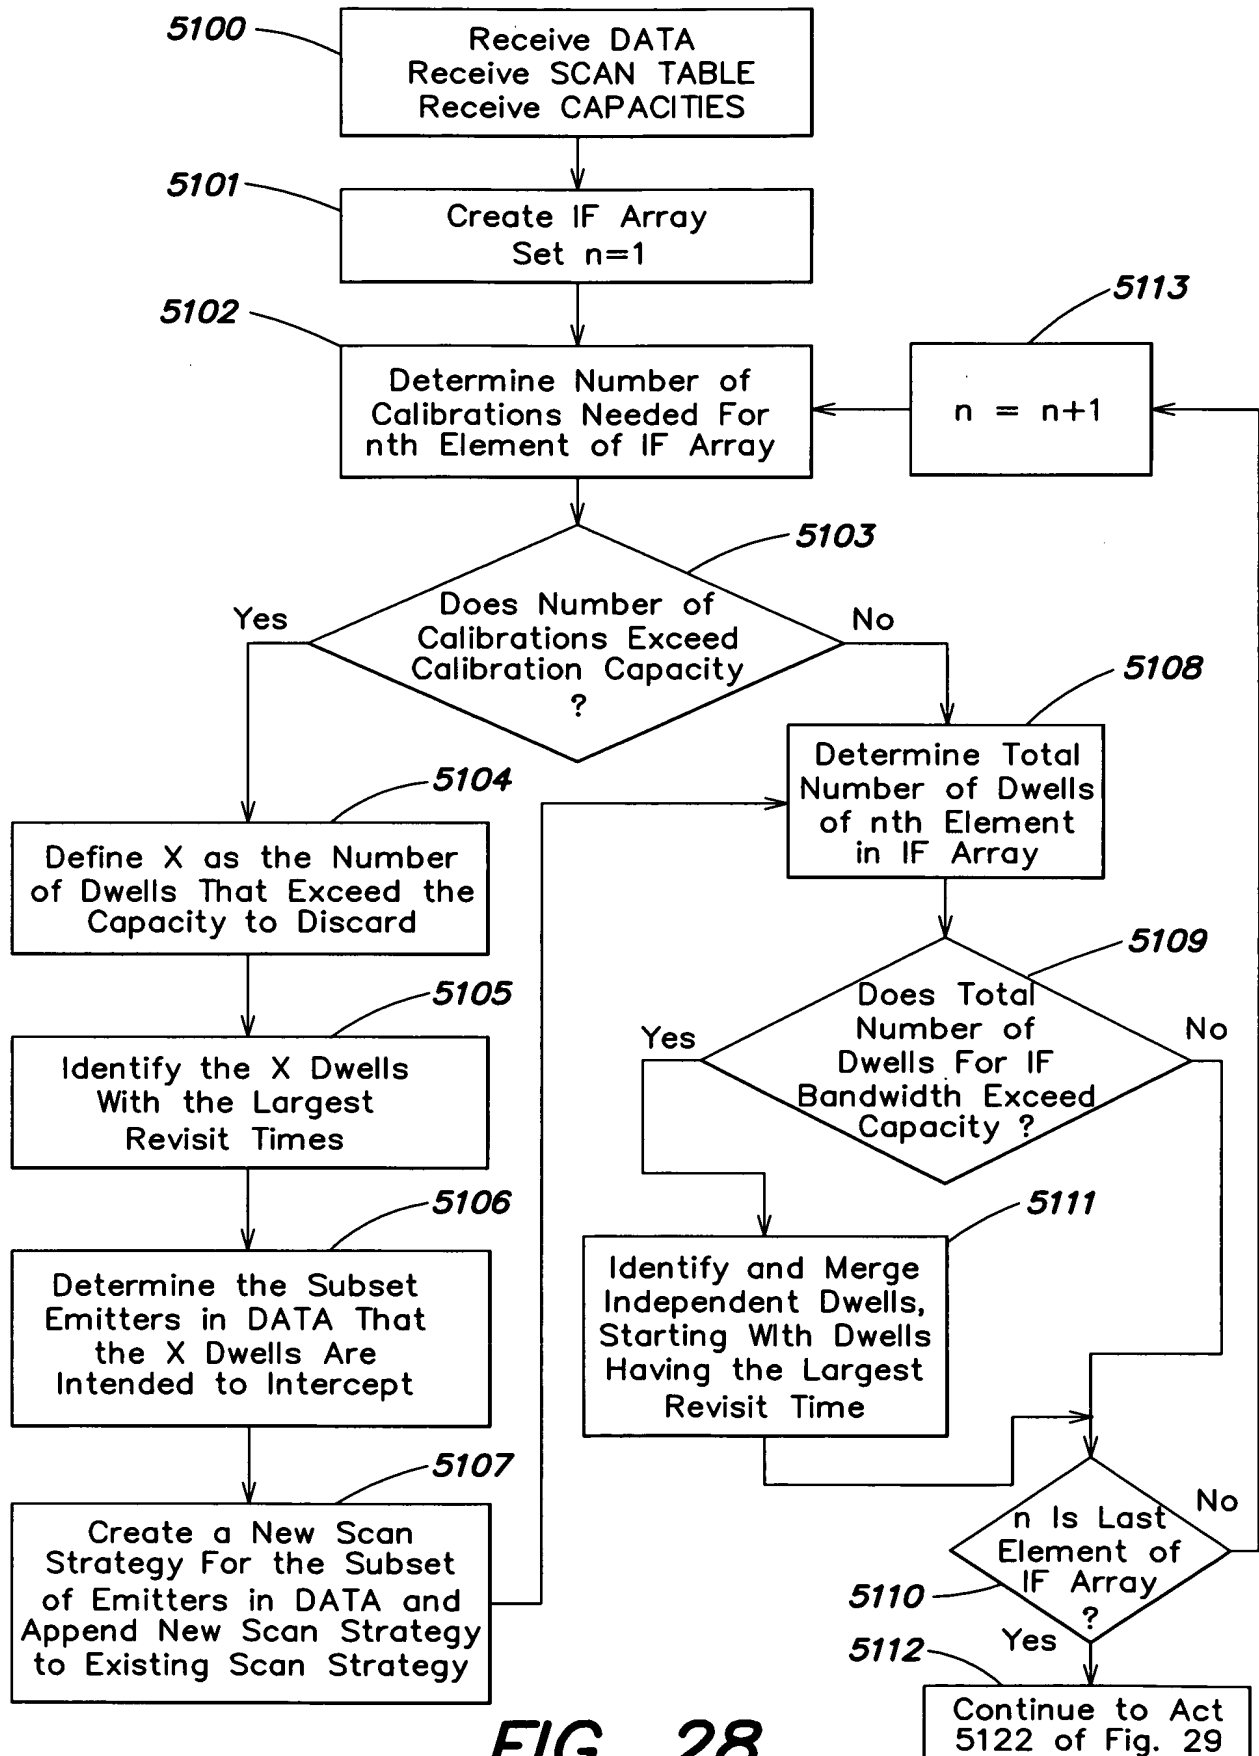 5100
Receive DATA
Receive SCAN TABLE
Receive CAPACITIES
5101
Create IF Array
Set n=1
5102
Determine Number of
Calibrations Needed For
nth Element of IF Array
5113
n = n+1
5103
Does Number of
Calibrations Exceed
Calibration Capacity
?
Yes
No
5104
Define X as the Number
of Dwells That Exceed the
Capacity to Discard
5105
Identify the X Dwells
With the Largest
Revisit Times
5106
Determine the Subset
Emitters in DATA That
the X Dwells Are
Intended to Intercept
5107
Create a New Scan
Strategy For the Subset
of Emitters in DATA and
Append New Scan Strategy
to Existing Scan Strategy
5108
Determine Total
Number of Dwells
of nth Element
in IF Array
5109
Does Total
Number of
Dwells For IF
Bandwidth Exceed
Capacity ?
Yes
No
5111
Identify and Merge
Independent Dwells,
Starting WIth Dwells
Having the Largest
Revisit Time
5110
n Is Last
Element of
IF Array
?
No
Yes
5112
Continue to Act
5122 of Fig. 29
FIG. 28